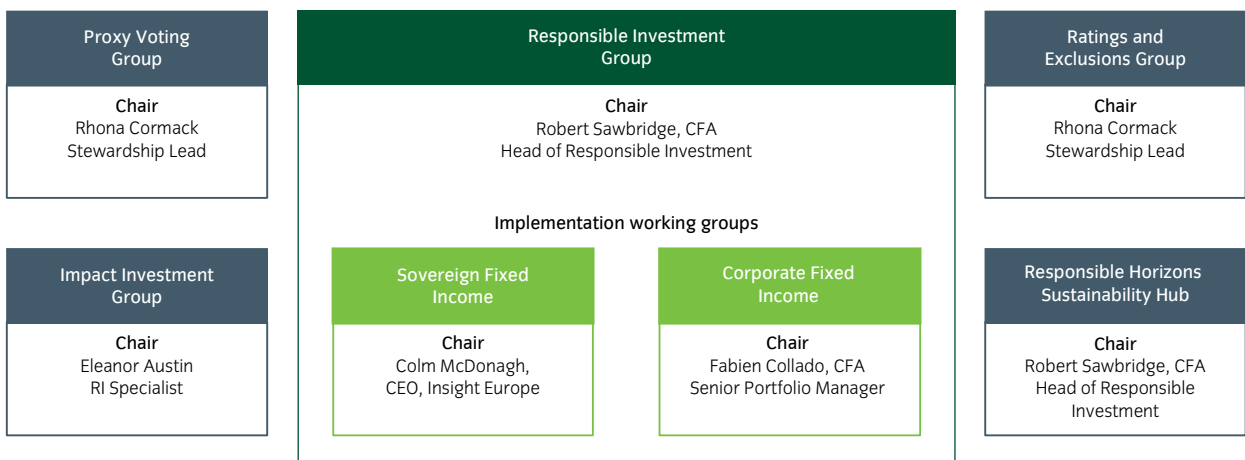 Proxy Voting
Group
Chair
Rhona Cormack
Stewardship Lead
Responsible Investment
Group
Chair
Robert Sawbridge, CFA
Head of Responsible Investment
Ratings and
Exclusions Group
Chair
Rhona Cormack
Stewardship Lead
Implementation working groups
Impact Investment
Group
Chair
Eleanor Austin
RI Specialist
Sovereign Fixed
Income
Chair
Colm McDonagh,
CEO, Insight Europe
Corporate Fixed
Income
Chair
Fabien Collado, CFA
Senior Portfolio Manager
Responsible Horizons
Sustainability Hub
Chair
Robert Sawbridge, CFA
Head of Responsible
Investment